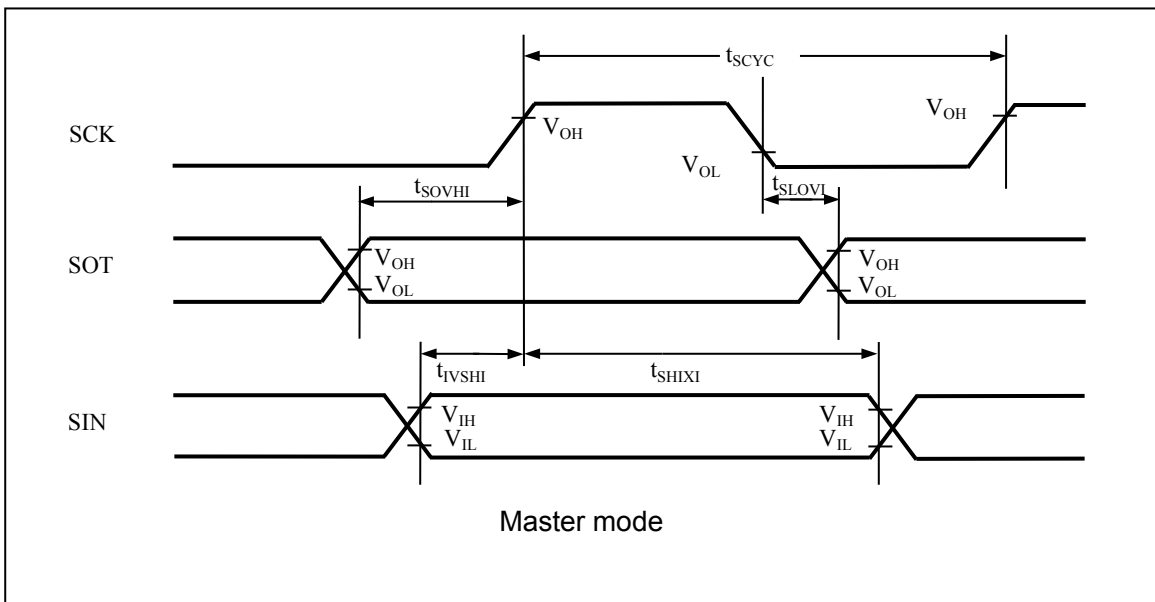 tSCYC
SCK
VOH
VOH
VOL
tSOVHI
tSLOVI
SOT
VOH
VOH
VOL
VOL
tIVSHI
tSHIXI
SIN
VIH
VIH
VIL
VIL
Master mode